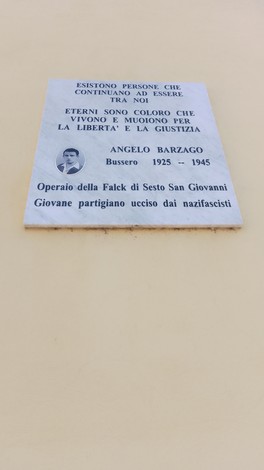 ESISTONO PERSONE CHE
CONTINUANO AD ESSERE
TRA NOI
ETERNI SONO COLORO CHE
VIVONO E MUOIONO PER
LA LIBERTA' E LA GIUSTIZIA
ANGELO BARZAGO
Bussero 1925 -- 1945
Operaio della Falck di Sesto San Giovanni
Giovane partigiano ucciso dai nazifascisti